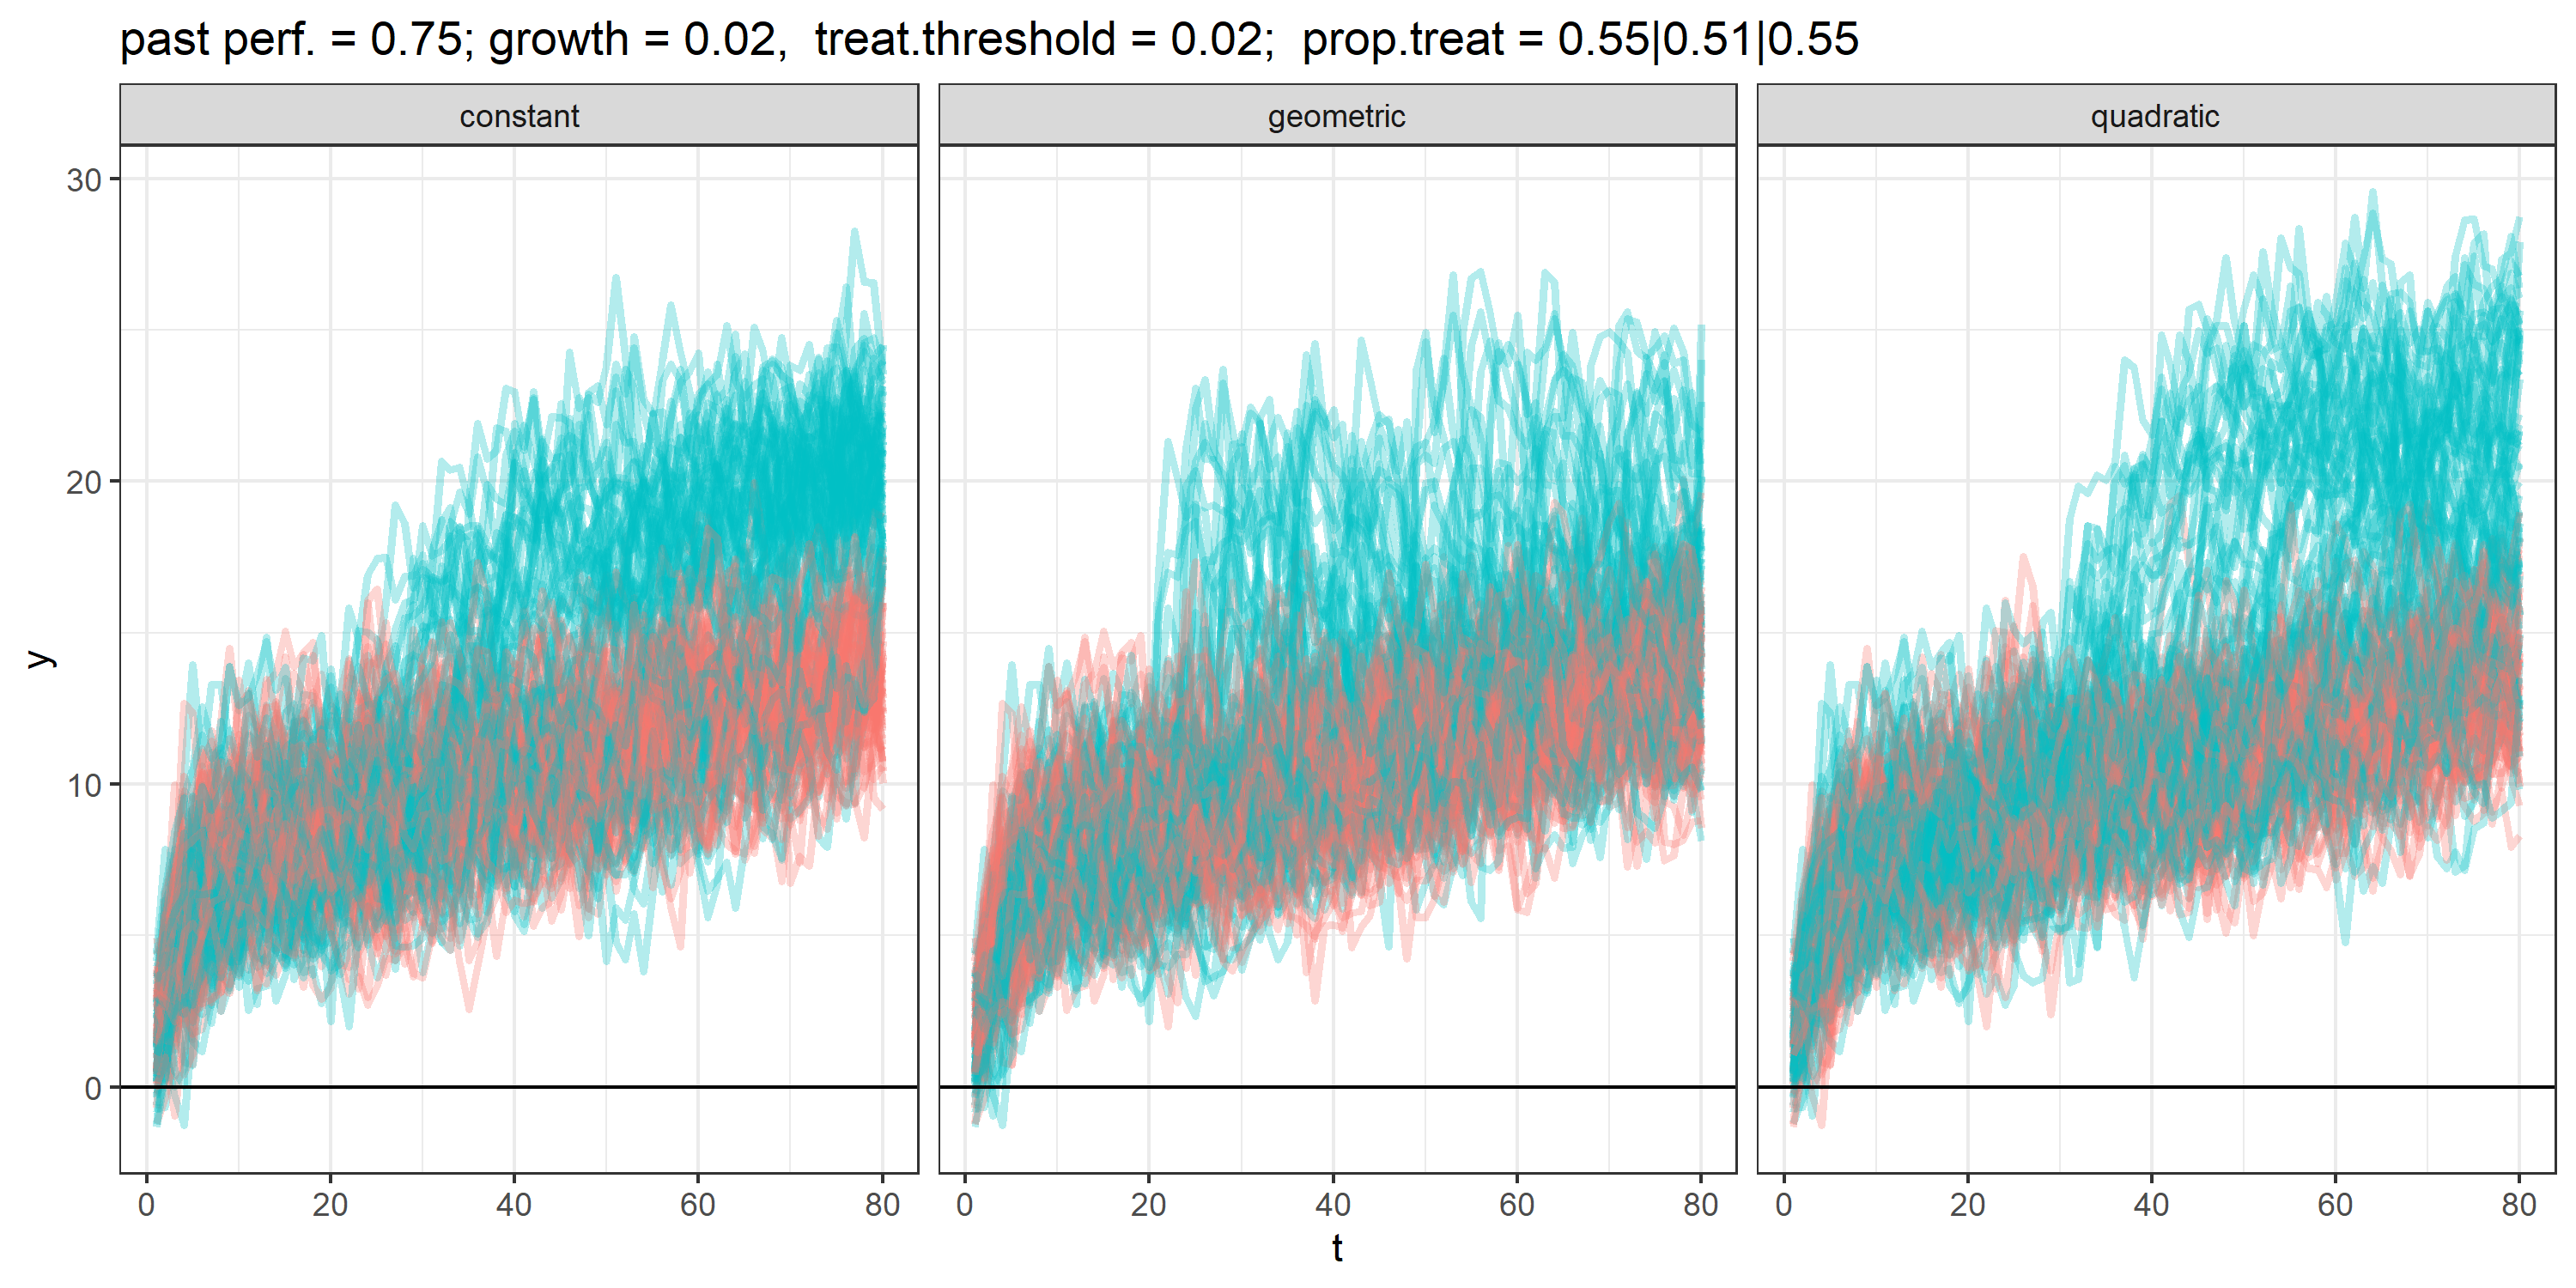 past perf. = 0.75; growth = 0.02,  treat.threshold = 0.02;  prop.treat = 0.55|0.51|0.55
constant
geometric
quadratic
30
20
10
0
y
0 20 40 60 80
0 20 40 60 80
0 20 40 60 80
t